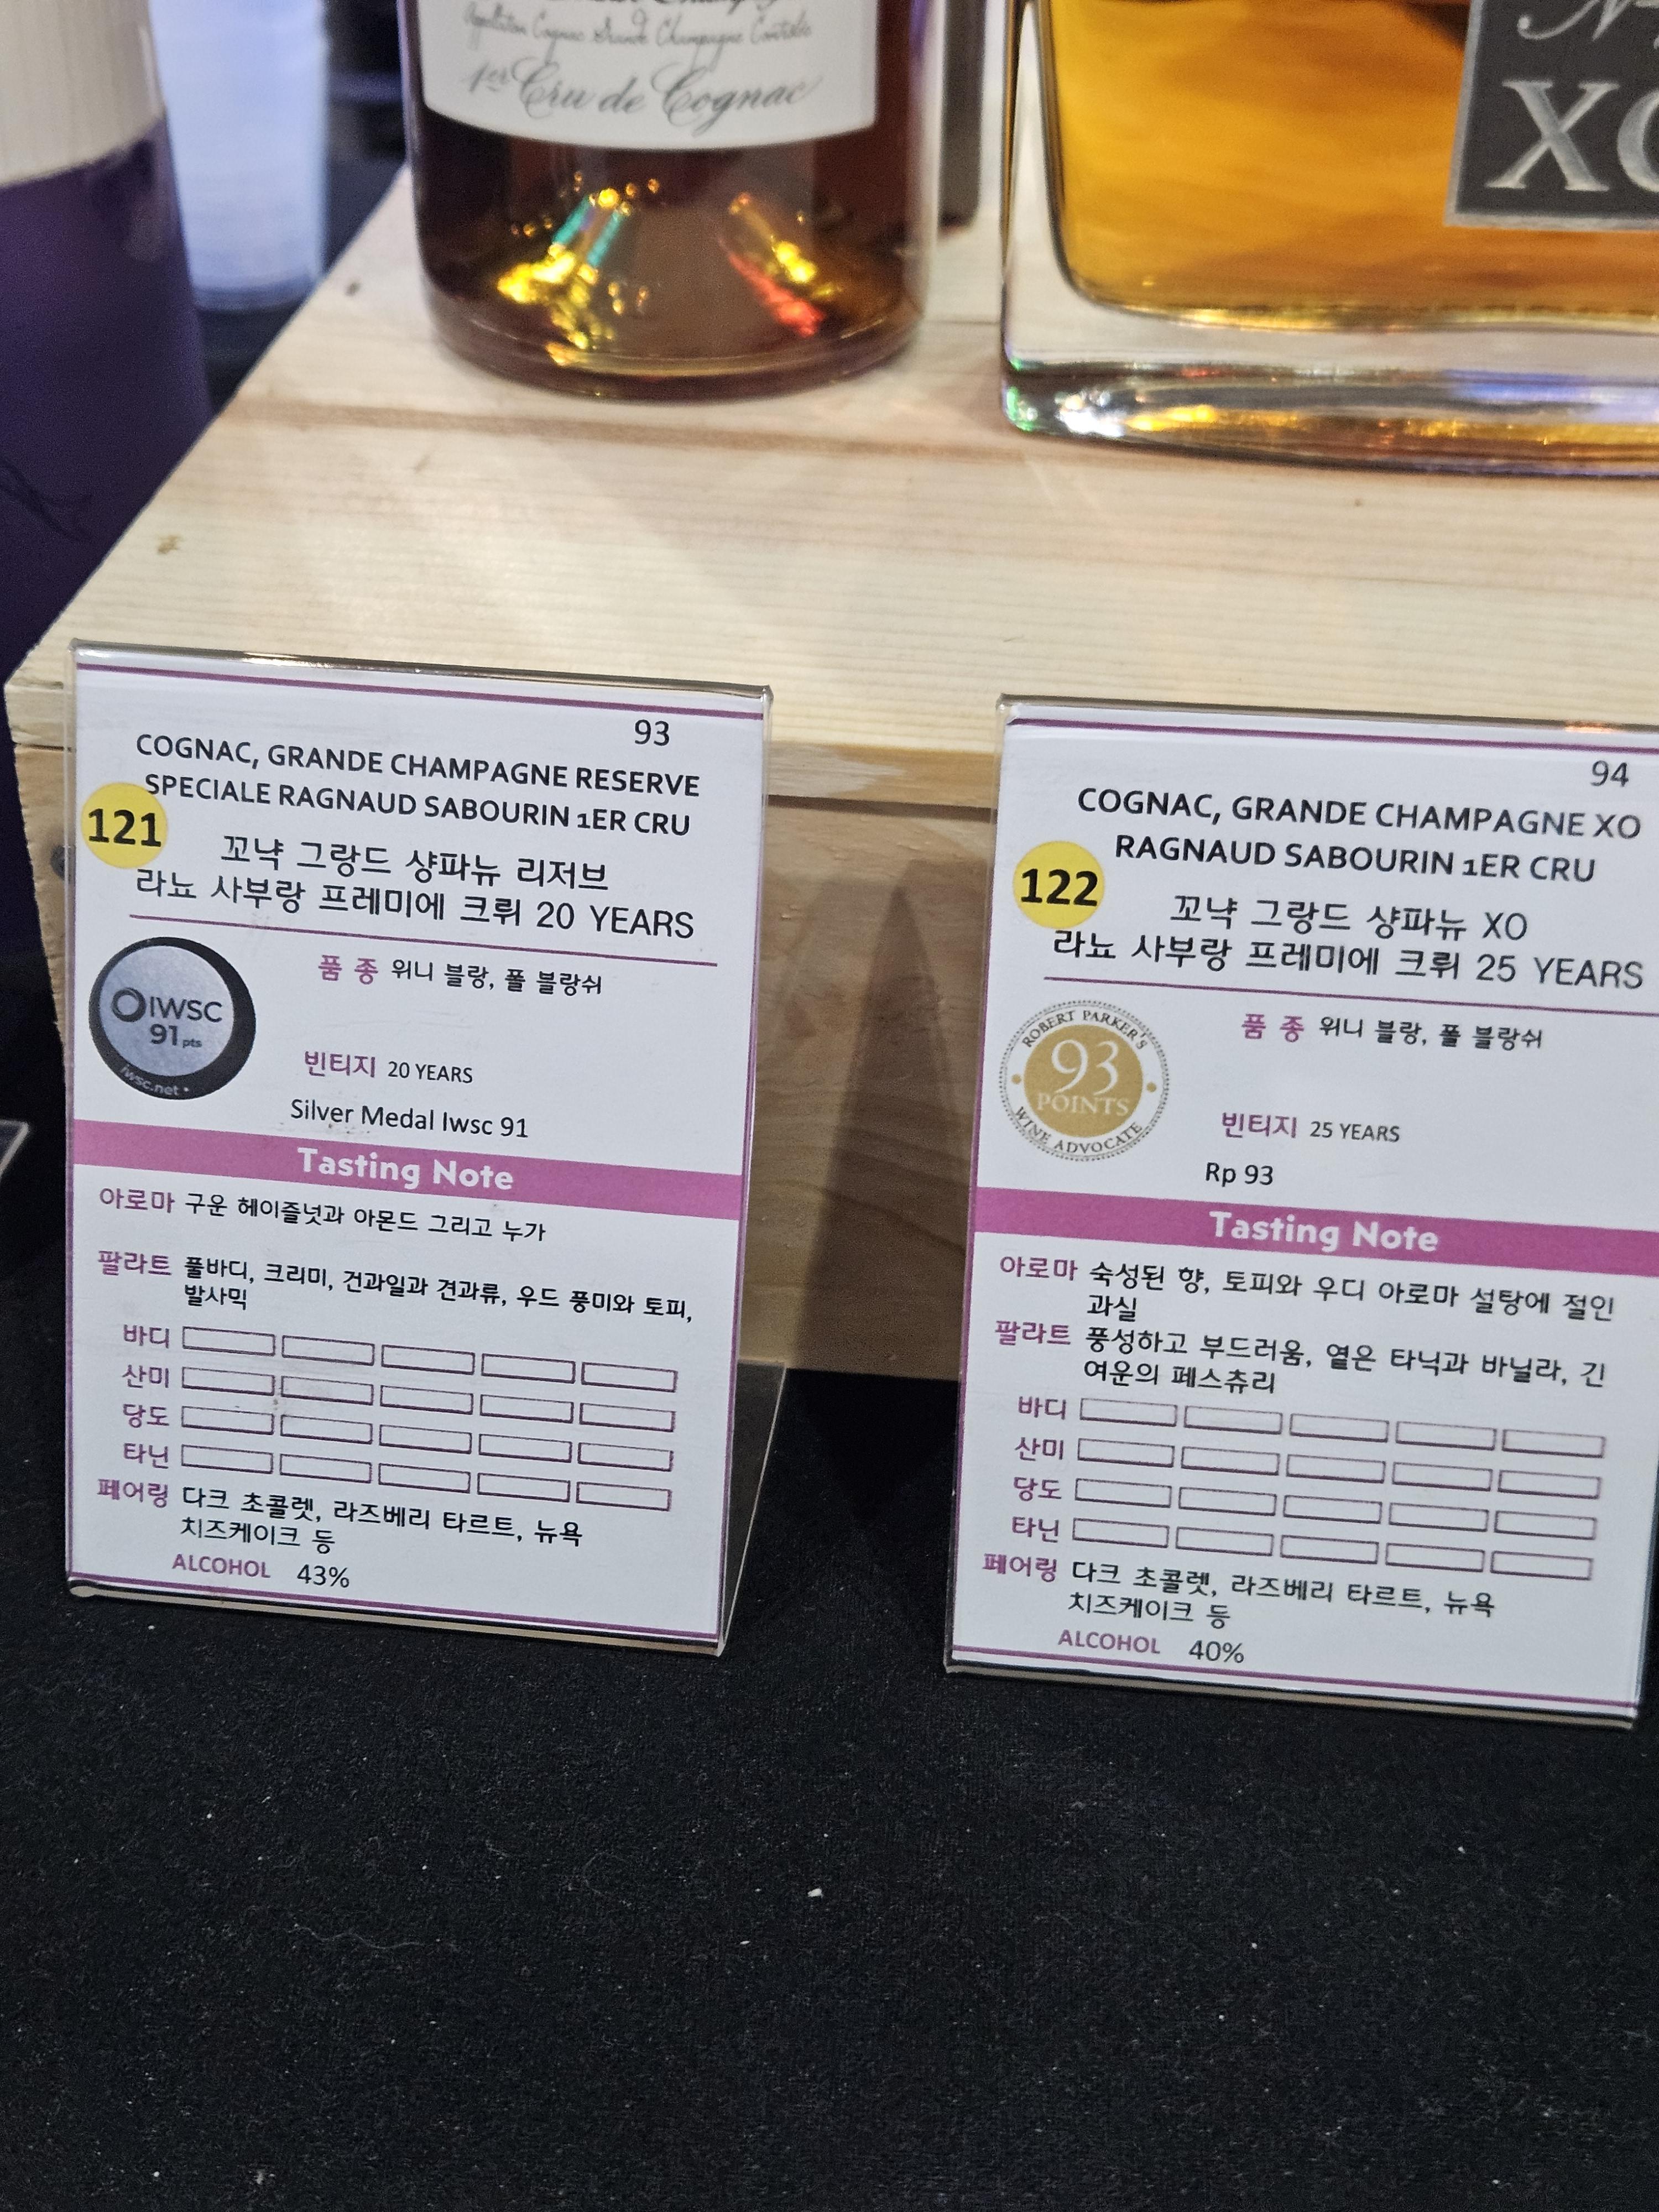 Appellation Cognac Grande Champagne Contrôlée
1er Cru de Cognac
XO
93
COGNAC, GRANDE CHAMPAGNE RESERVE
SPECIALE RAGNAUD SABOURIN 1ER CRU
121
꼬냑 그랑드 샹파뉴 리저브
라뇨 사부랑 프레미에 크뤼 20 YEARS
IWSC
91 pts
iwsc.net
품 종 위니 블랑, 폴 블랑쉬
빈티지 20 YEARS
Silver Medal Iwsc 91
Tasting Note
아로마 구운 헤이즐넛과 아몬드 그리고 누가
팔라트 풀바디, 크리미, 건과일과 견과류, 우드 풍미와 토피,
발사믹
바디
산미
당도
타닌
페어링 다크 초콜렛, 라즈베리 타르트, 뉴욕
치즈케이크 등
ALCOHOL 43%
94
COGNAC, GRANDE CHAMPAGNE XO
RAGNAUD SABOURIN 1ER CRU
122
꼬냑 그랑드 샹파뉴 XO
라뇨 사부랑 프레미에 크뤼 25 YEARS
ROBERT PARKER'S
93
POINTS
WINE ADVOCATE
품 종 위니 블랑, 폴 블랑쉬
빈티지 25 YEARS
Rp 93
Tasting Note
아로마 숙성된 향, 토피와 우디 아로마 설탕에 절인
과실
팔라트 풍성하고 부드러움, 옅은 타닉과 바닐라, 긴
여운의 페스츄리
바디
산미
당도
타닌
페어링 다크 초콜렛, 라즈베리 타르트, 뉴욕
치즈케이크 등
ALCOHOL 40%